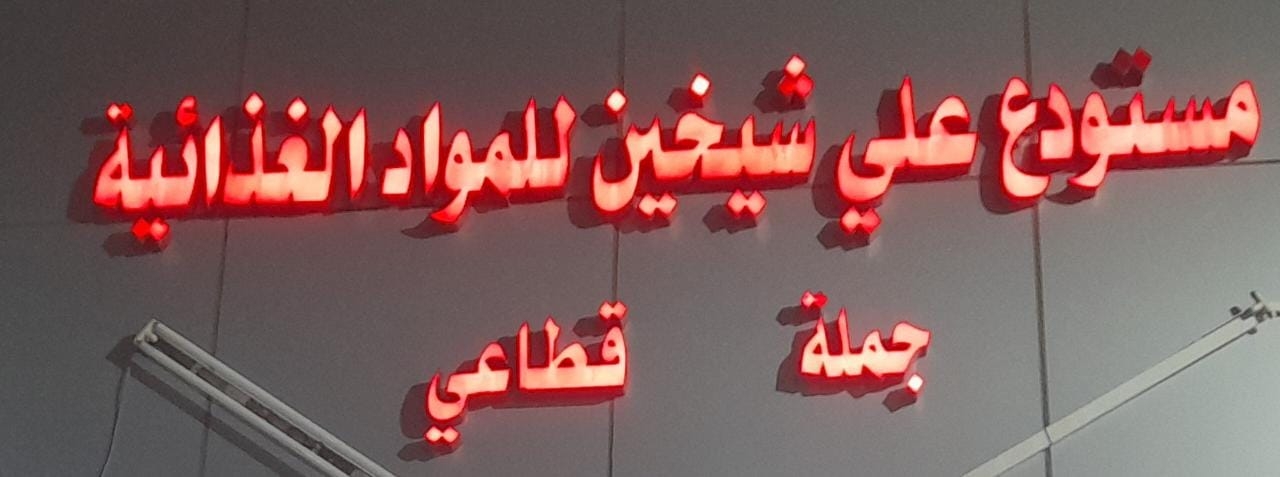 مستودع علي شيخين للمواد الغذائية
جملة قطاعي